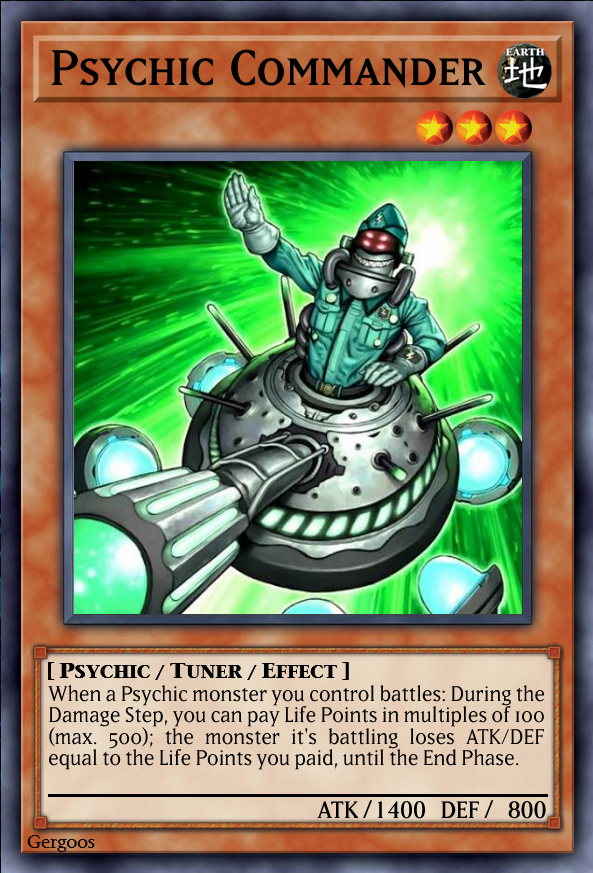 Psychic Commander
EARTH
地
[ Psychic / Tuner / Effect ]
When a Psychic monster you control battles: During the
Damage Step, you can pay Life Points in multiples of 100
(max. 500); the monster it's battling loses ATK/DEF
equal to the Life Points you paid, until the End Phase.
ATK / 1400 DEF / 800
Gergoos